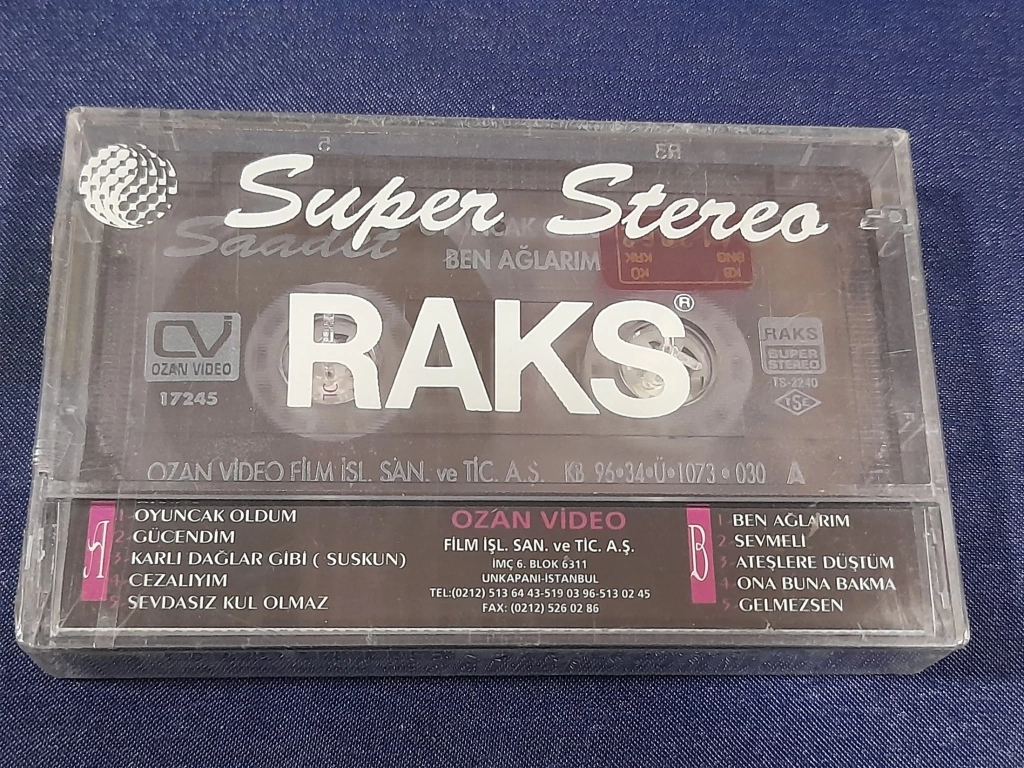 Super Stereo
Saadet
BEN AĞLARIM
RAKS®
CVi
OZAN VİDEO
17245
RAKS
SUPER
STEREO
TS-2240
TSE
OZAN VİDEO FİLM İŞL. SAN. ve TİC. A.Ş. KB 96•34•Ü•1073•030 A
A
1 OYUNCAK OLDUM
2 GÜCENDİM
3 KARLI DAĞLAR GİBİ ( SUSKUN)
4 CEZALIYIM
5 SEVDASIZ KUL OLMAZ
OZAN VİDEO
FİLM İŞL. SAN. ve TİC. A.Ş.
İMÇ 6. BLOK 6311
UNKAPANI-İSTANBUL
TEL:(0212) 513 64 43-519 03 96-513 02 45
FAX: (0212) 526 02 86
B
1 BEN AĞLARIM
2 SEVMELİ
3 ATEŞLERE DÜŞTÜM
4 ONA BUNA BAKMA
5 GELMEZSEN